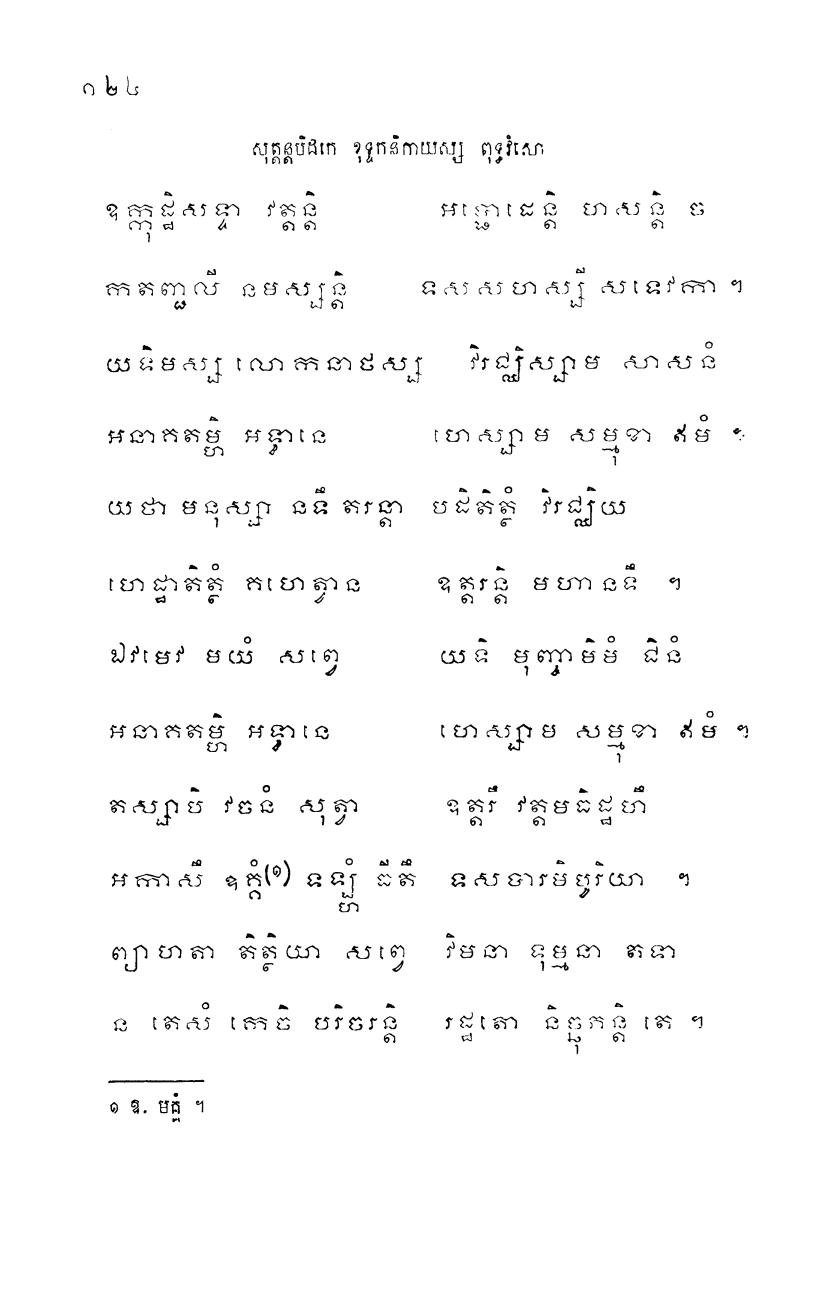 ១២៤
សុត្តន្តបិដកេ ខុទ្ទកនិកាយស្ស ពុទ្ធវំសោ
ឧក្កុដ្ឋិសទ្ទា វត្តន្តិ អប្ផោដេន្តិ ហសន្តិ ច
កតញ្ជលី នមស្សន្តិ ទសសហស្សី សទេវកា ។
យទិមស្ស លោកនាថស្ស វិរជ្ឈិស្សាម សាសនំ
អនាគតម្ហិ អទ្ធានេ ហេស្សាម សម្មុខា ឥមំ ។
យថា មនុស្សា នទឹ តរន្តា បដិតិត្ថំ វិរជ្ឈិយ
ហេដ្ឋាតិត្ថំ គហេត្វាន ឧត្តរន្តិ មហានទឹ ។
ឯវមេវ មយំ សព្វេ យទិ មុញ្ចាមិមំ ជិនំ
អនាគតម្ហិ អទ្ធានេ ហេស្សាម សម្មុខា ឥមំ ។
តស្សាបិ វចនំ សុត្វា ឧត្តរឹ វត្តមធិដ្ឋហឹ
អកាសឹ ឧគ្គំ(១) ទឡ្ហំ ធីតឹ ទសបារមិបូរិយា ។
ព្យាហតា តិត្ថិយា សព្វេ វិមនា ទុម្មនា តទា
ន តេសំ កេចិ បរិចរន្តិ រដ្ឋតោ និច្ឆុភន្តិ តេ ។
១ ឱ. មគ្គំ ។